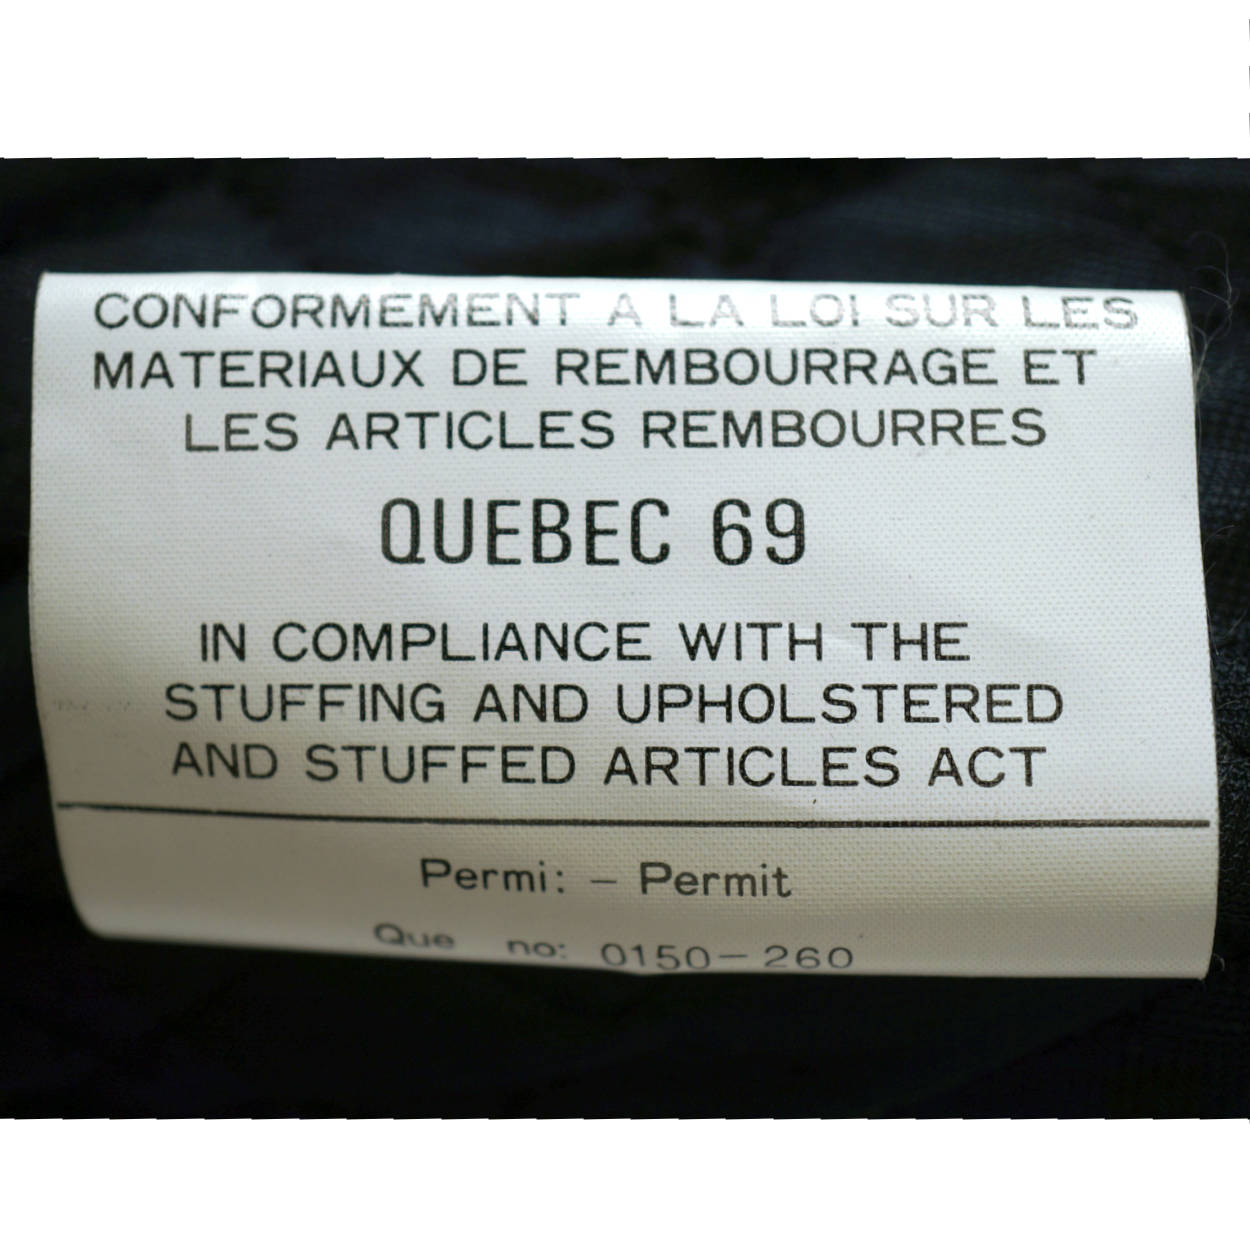 CONFORMEMENT A LA LOI SUR LES
MATERIAUX DE REMBOURRAGE ET
LES ARTICLES REMBOURRES
QUEBEC 69
IN COMPLIANCE WITH THE
STUFFING AND UPHOLSTERED
AND STUFFED ARTICLES ACT
Permi: - Permit
Que no: 0150-260